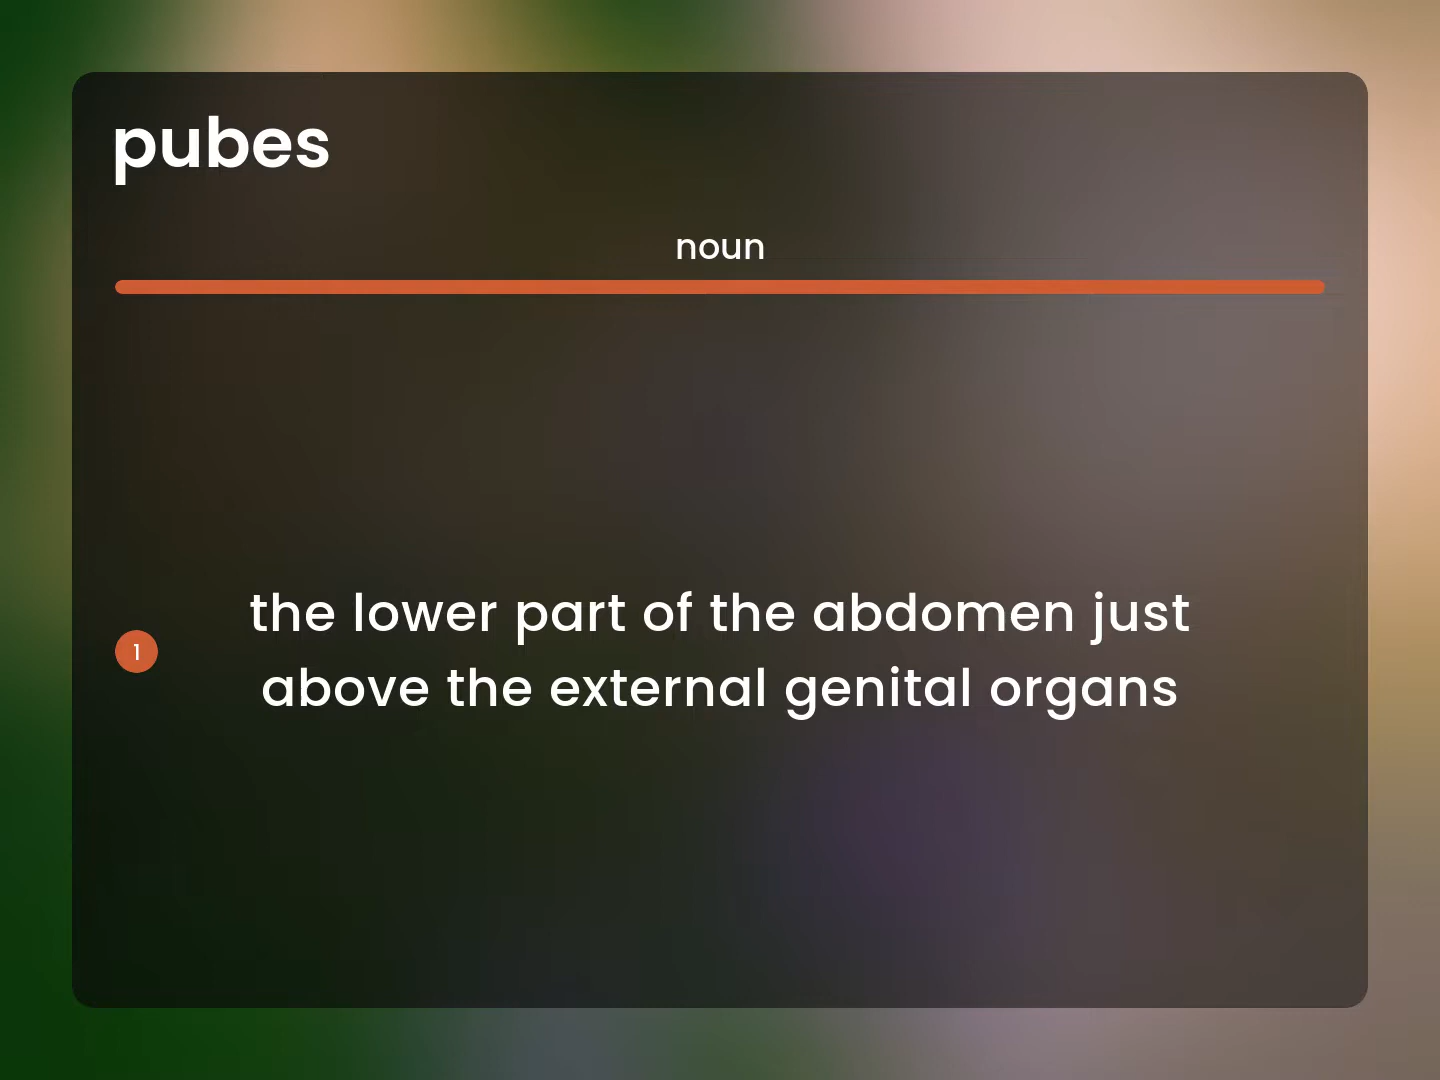 pubes
noun
1
the lower part of the abdomen just
above the external genital organs